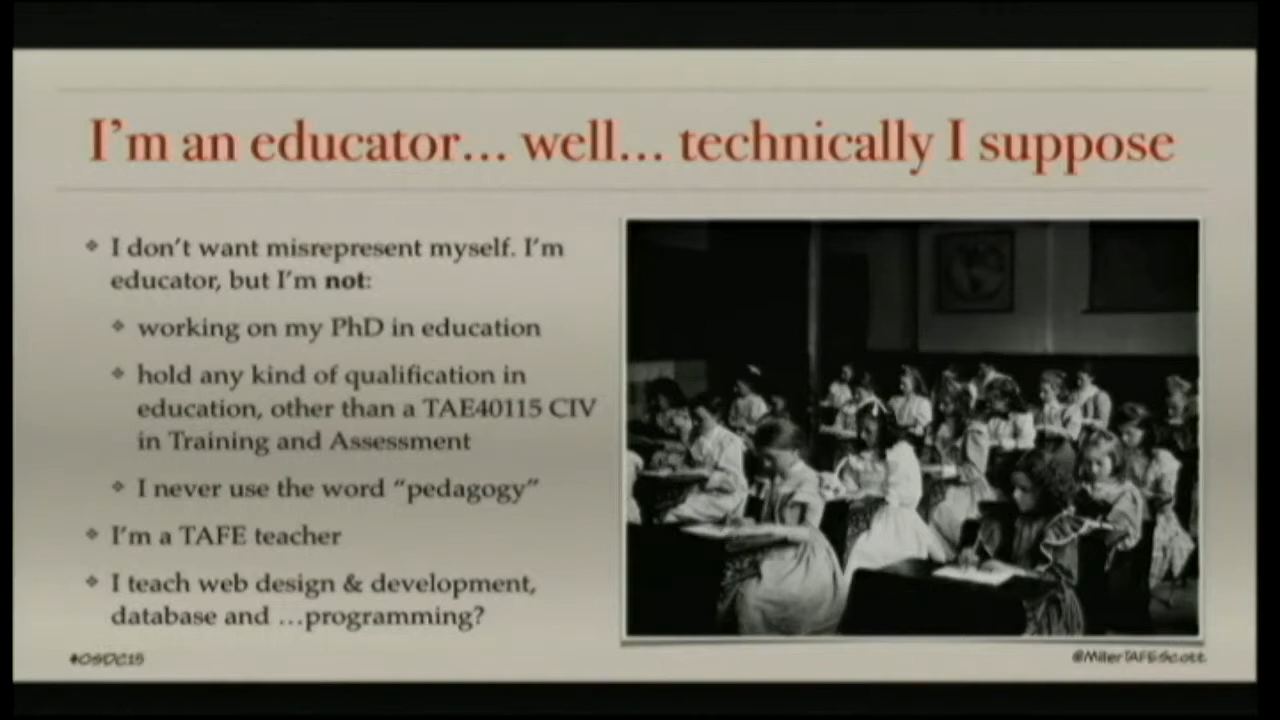 I'm an educator... well... technically I suppose
I don't want misrepresent myself. I'm
educator, but I'm not:
working on my PhD in education
hold any kind of qualification in
education, other than a TAE40115 CIV
in Training and Assessment
I never use the word "pedagogy"
I'm a TAFE teacher
I teach web design & development,
database and ...programming?
#OSDC15
@MillerTAFEScott